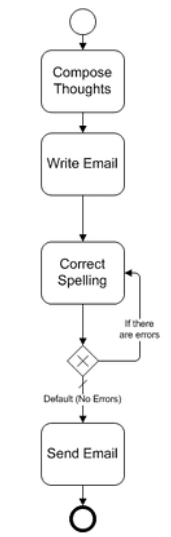 Compose
Thoughts
Write Email
Correct
Spelling
If there
are errors
Default (No Errors)
Send Email